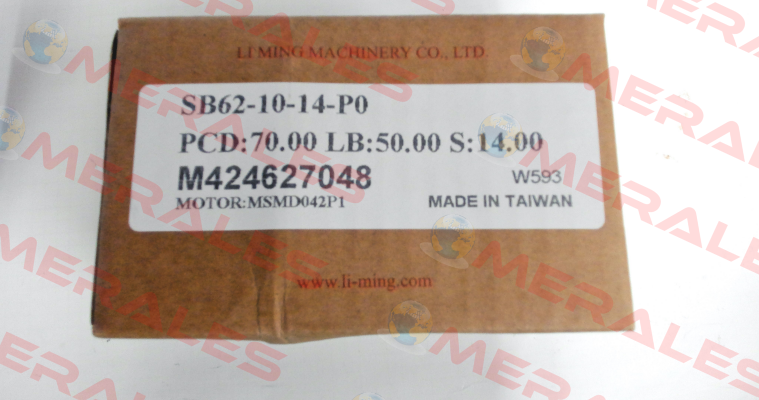 LI MING MACHINERY CO., LTD.
SB62-10-14-P0
PCD:70.00 LB:50.00 S:14.00
M424627048 W593
MOTOR:MSMD042P1 MADE IN TAIWAN
www.li-ming.com
MERALES
MERALES
MERALES
MERALES
MERALES
MERALES